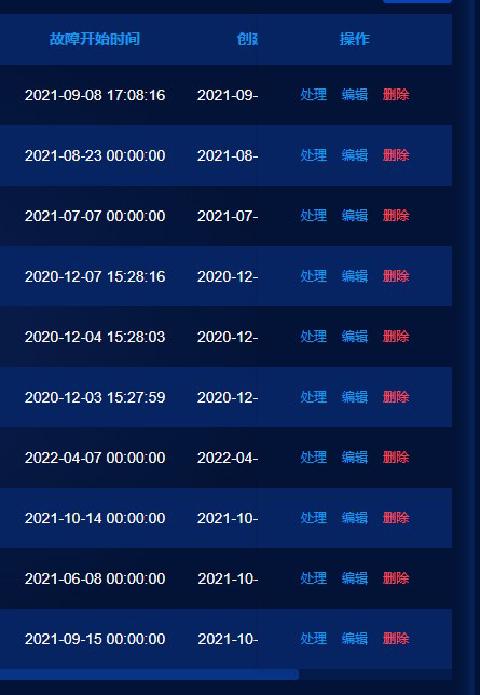 故障开始时间 创 操作
2021-09-08 17:08:16 2021-09- 处理 编辑 删除
2021-08-23 00:00:00 2021-08- 处理 编辑 删除
2021-07-07 00:00:00 2021-07- 处理 编辑 删除
2020-12-07 15:28:16 2020-12- 处理 编辑 删除
2020-12-04 15:28:03 2020-12- 处理 编辑 删除
2020-12-03 15:27:59 2020-12- 处理 编辑 删除
2022-04-07 00:00:00 2022-04- 处理 编辑 删除
2021-10-14 00:00:00 2021-10- 处理 编辑 删除
2021-06-08 00:00:00 2021-10- 处理 编辑 删除
2021-09-15 00:00:00 2021-10- 处理 编辑 删除